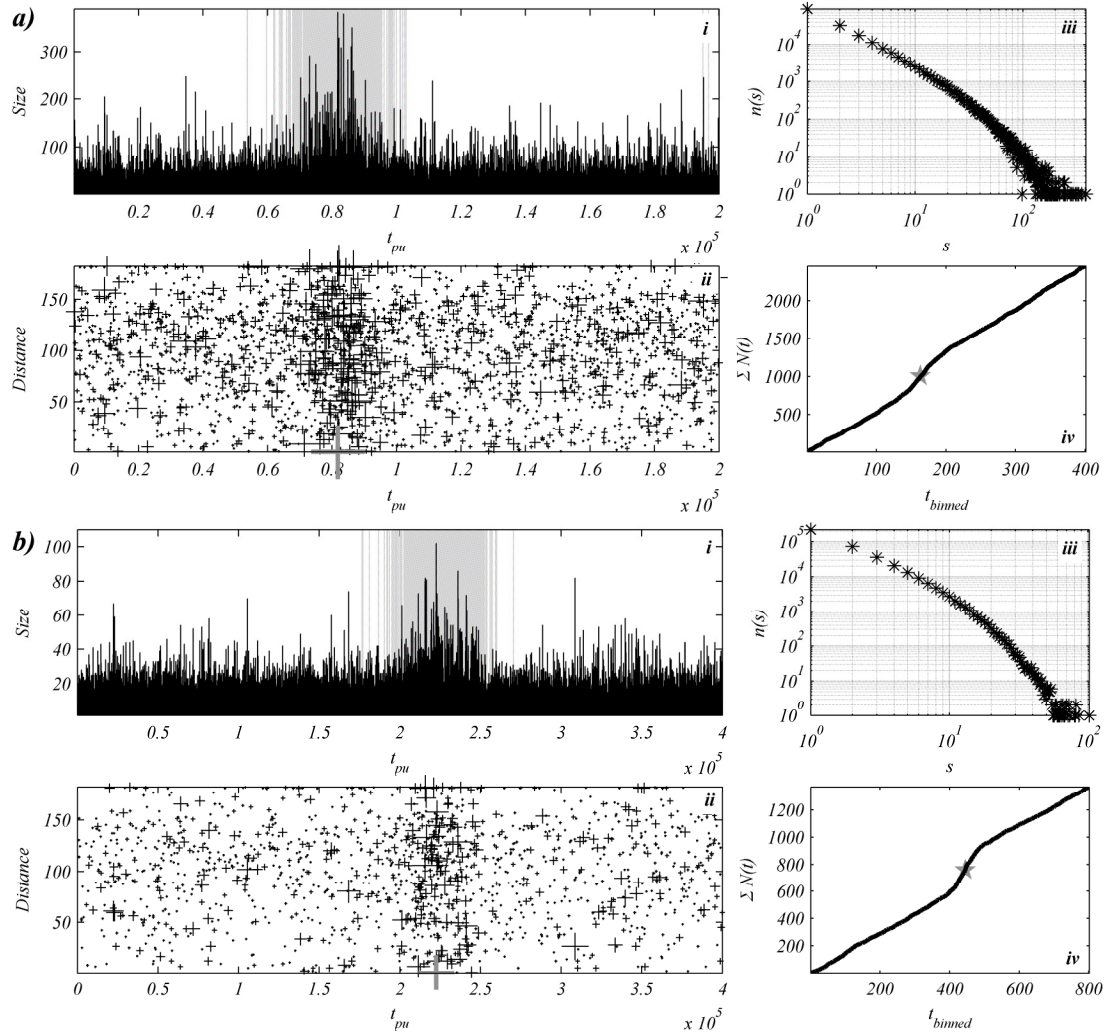 a)
i
Size
300
200
100
0.2 0.4 0.6 0.8 1 1.2 1.4 1.6 1.8 2
t_pu
x 10^5
iii
n(s)
10^4
10^3
10^2
10^1
10^0
10^0 10^1 10^2
s
ii
Distance
150
100
50
0 0.2 0.4 0.6 0.8 1 1.2 1.4 1.6 1.8 2
t_pu
x 10^5
iv
Σ N(t)
2000
1500
1000
500
100 200 300 400
t_binned
b)
i
Size
100
80
60
40
20
0.5 1 1.5 2 2.5 3 3.5 4
t_pu
x 10^5
iii
n(s)
10^5
10^4
10^3
10^2
10^1
10^0
10^0 10^1 10^2
s
ii
Distance
150
100
50
0 0.5 1 1.5 2 2.5 3 3.5 4
t_pu
x 10^5
iv
Σ N(t)
1200
1000
800
600
400
200
200 400 600 800
t_binned